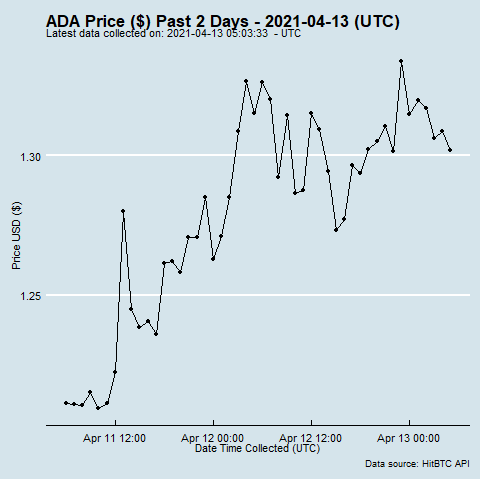 ADA Price ($) Past 2 Days - 2021-04-13 (UTC)
Latest data collected on: 2021-04-13 05:03:33  - UTC
1.30
1.25
Price USD ($)
Apr 11 12:00
Apr 12 00:00
Apr 12 12:00
Apr 13 00:00
Date Time Collected (UTC)
Data source: HitBTC API